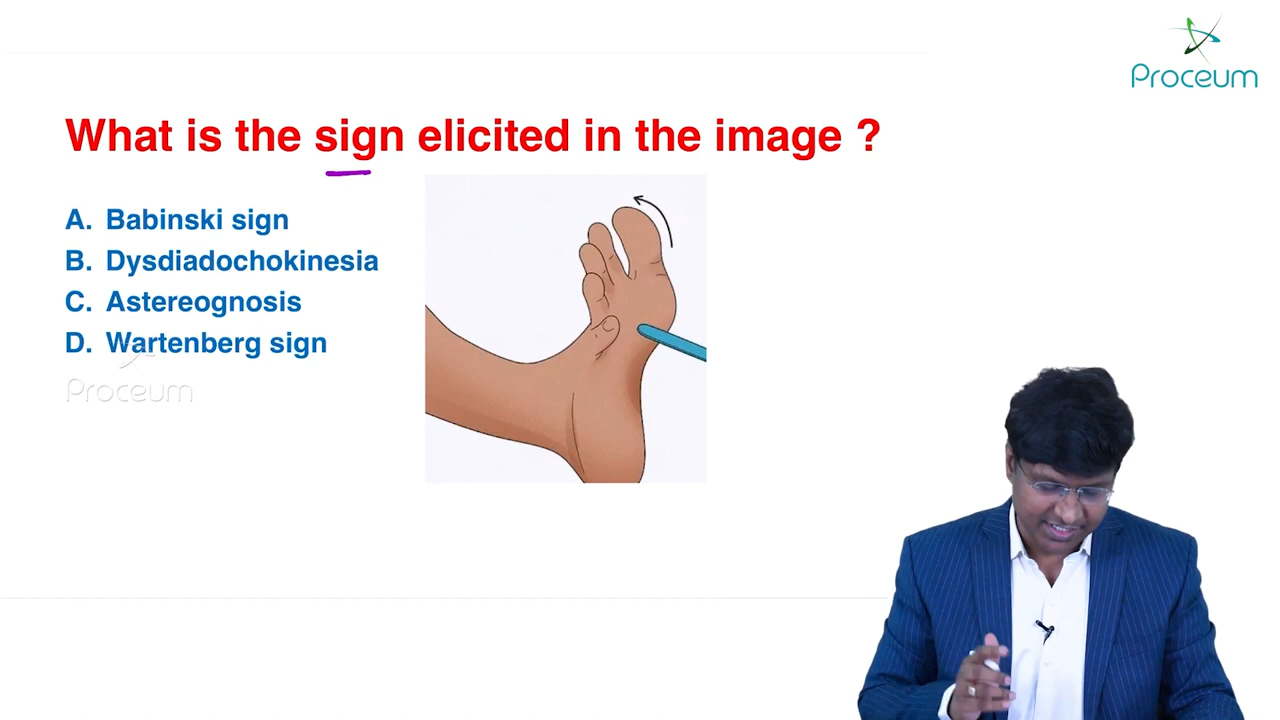 Proceum
What is the sign elicited in the image ?
A. Babinski sign
B. Dysdiadochokinesia
C. Astereognosis
D. Wartenberg sign
Proceum